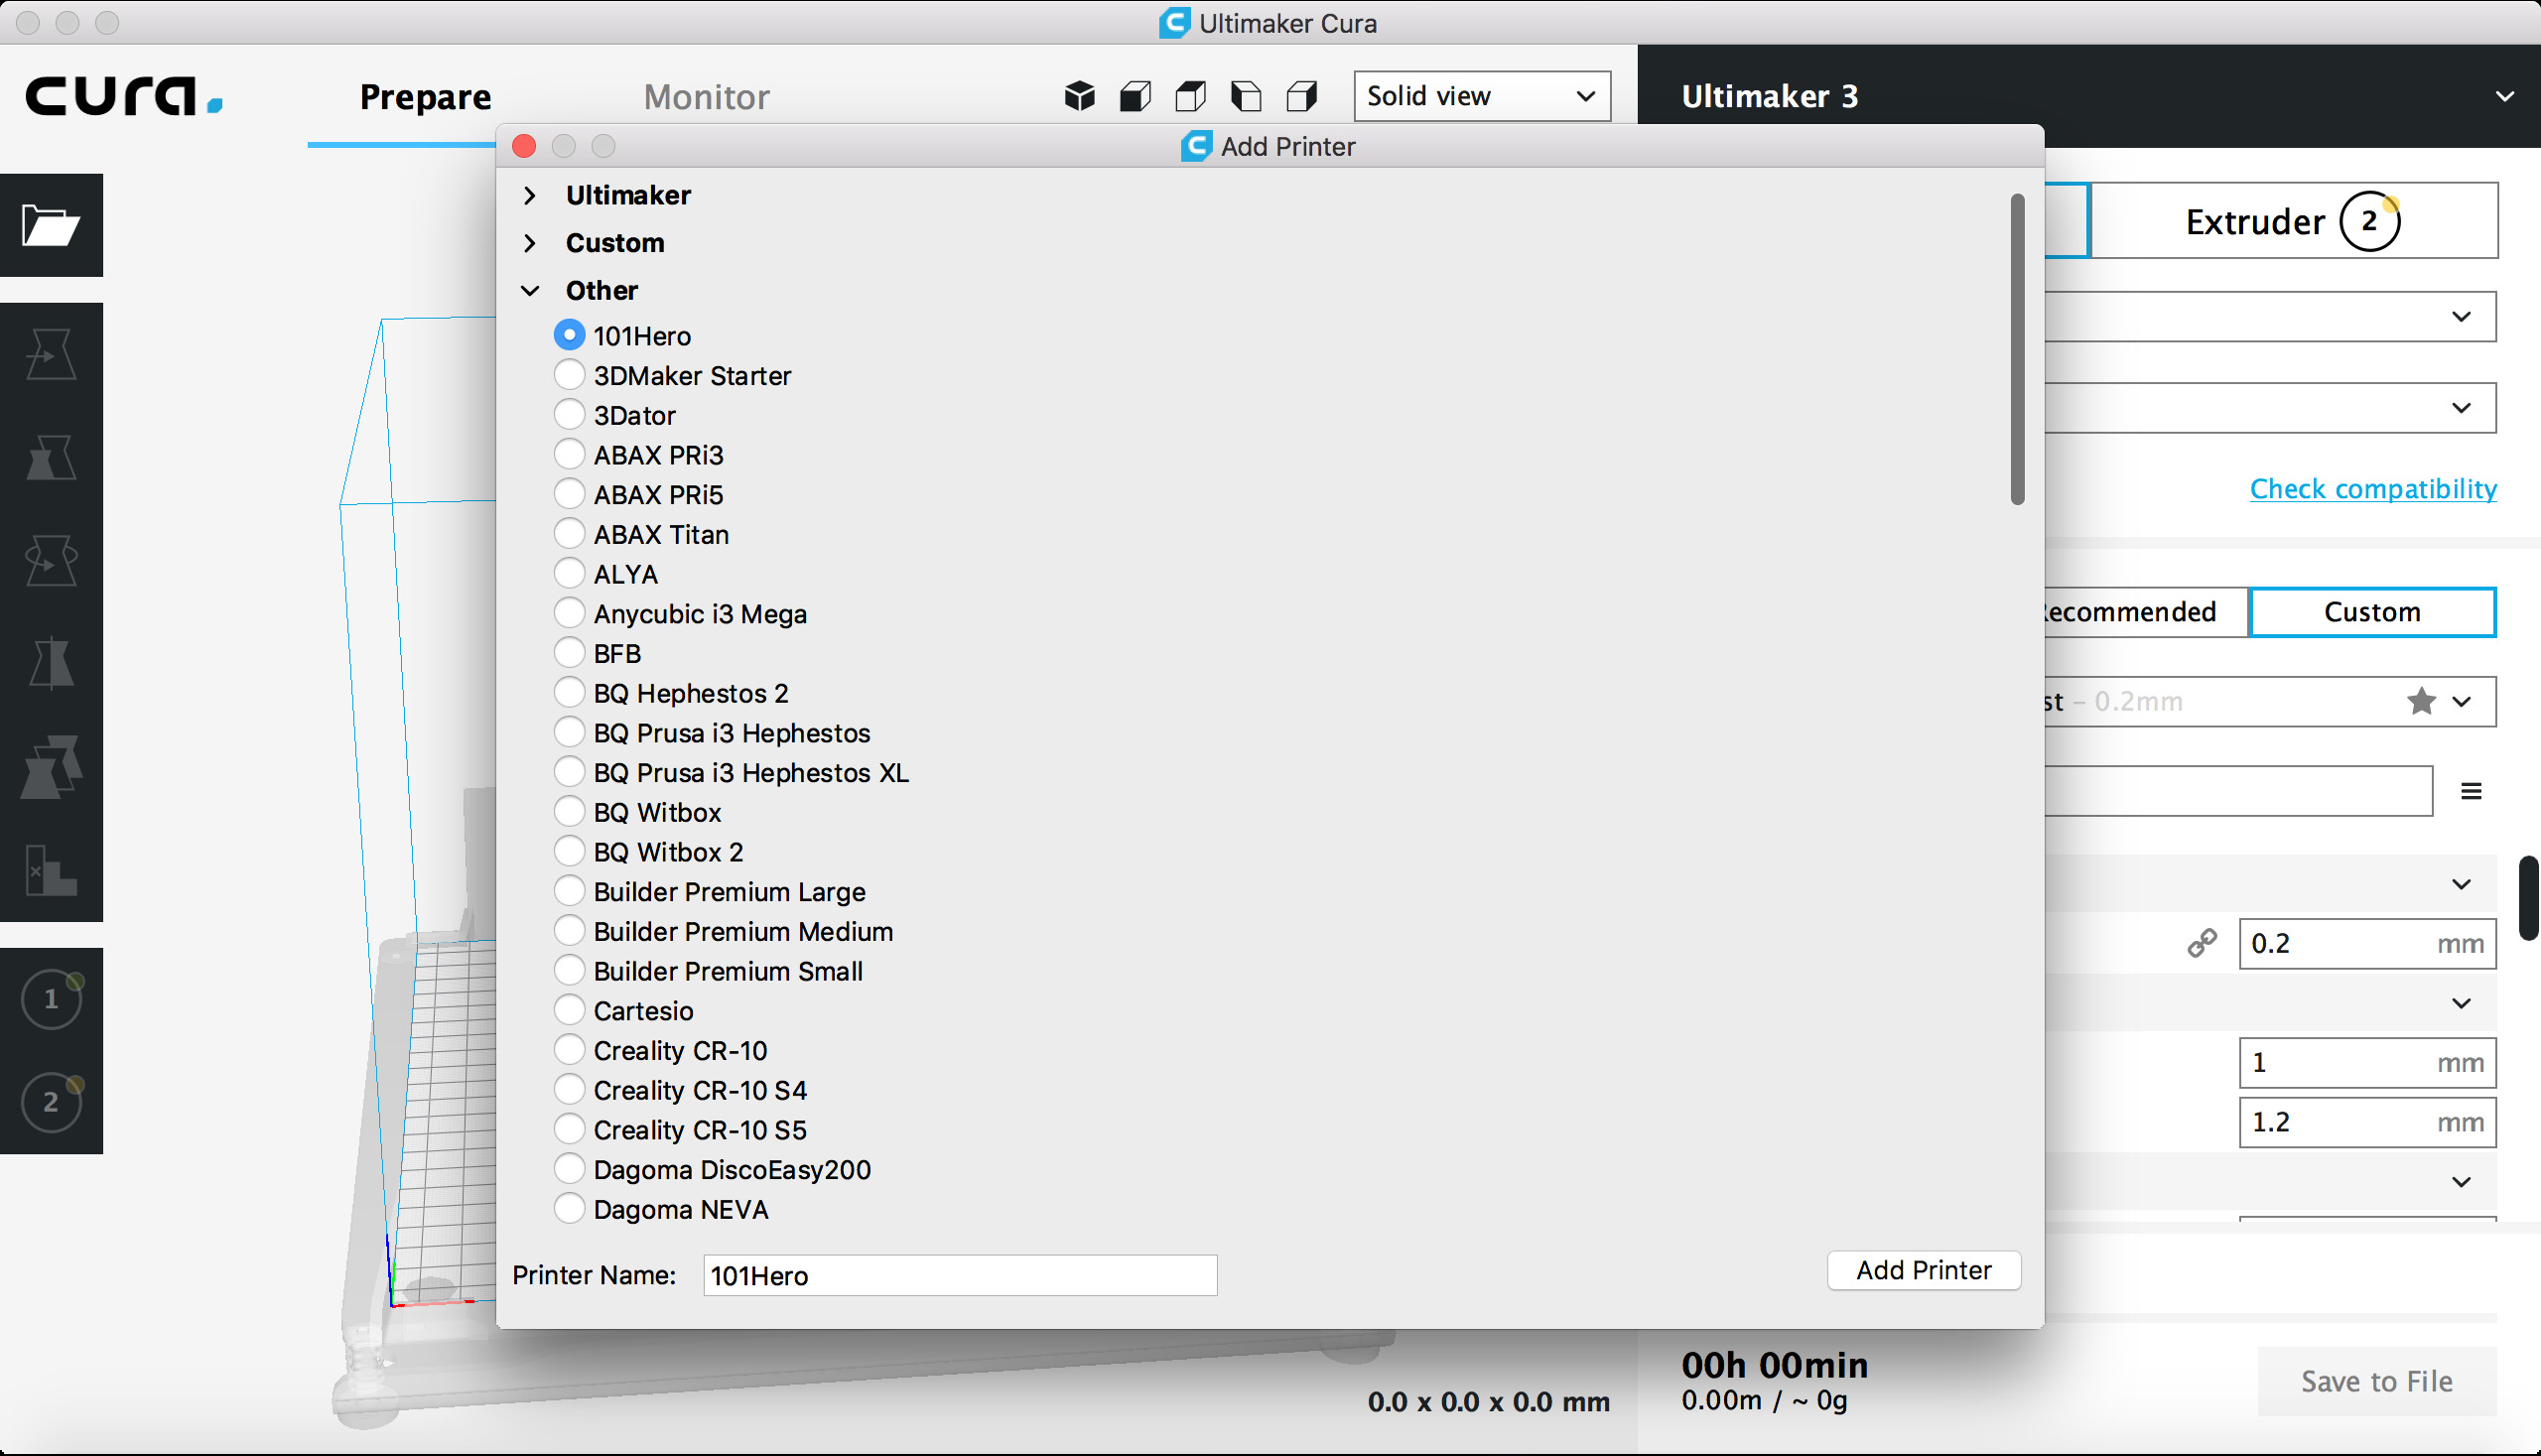 Ultimaker Cura
cura.
Prepare
Monitor
Solid view
Ultimaker 3
Add Printer
Ultimaker
Custom
Other
101Hero
3DMaker Starter
3Dator
ABAX PRi3
ABAX PRi5
ABAX Titan
ALYA
Anycubic i3 Mega
BFB
BQ Hephestos 2
BQ Prusa i3 Hephestos
BQ Prusa i3 Hephestos XL
BQ Witbox
BQ Witbox 2
Builder Premium Large
Builder Premium Medium
Builder Premium Small
Cartesio
Creality CR-10
Creality CR-10 S4
Creality CR-10 S5
Dagoma DiscoEasy200
Dagoma NEVA
Printer Name: 101Hero
Add Printer
Extruder 2
Check compatibility
ecommended
Custom
st – 0.2mm
0.2 mm
1 mm
1.2 mm
1
2
0.0 x 0.0 x 0.0 mm
00h 00min
0.00m / ~ 0g
Save to File